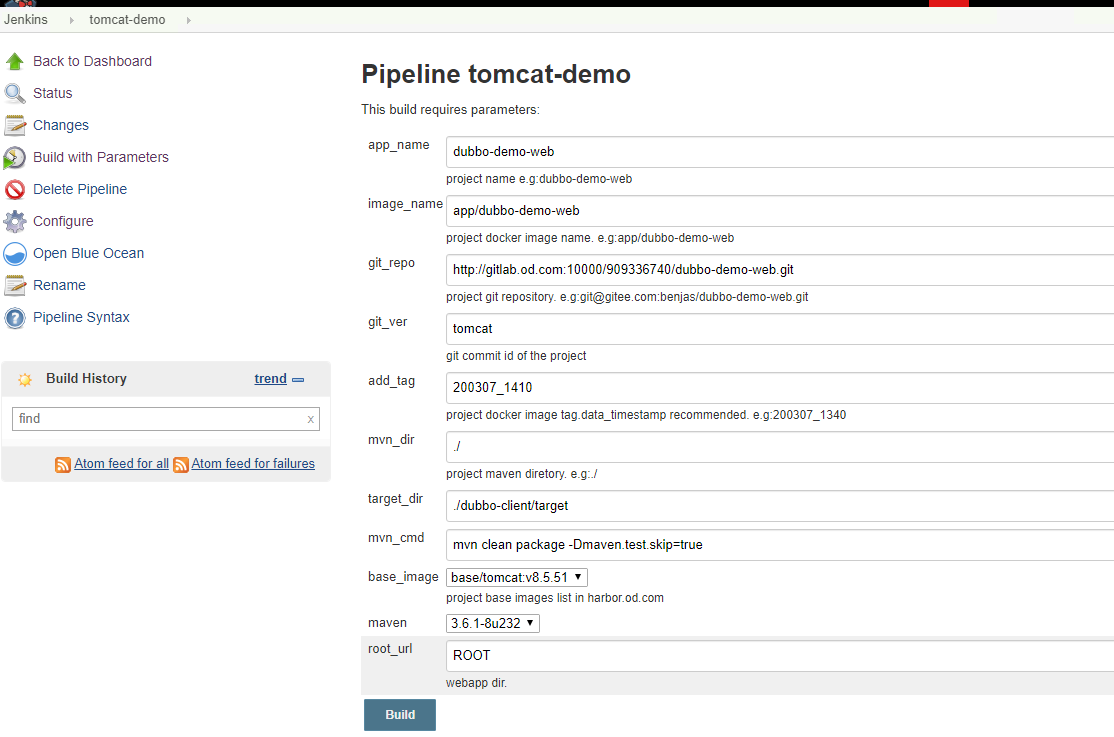 Jenkins tomcat-demo
Back to Dashboard
Status
Changes
Build with Parameters
Delete Pipeline
Configure
Open Blue Ocean
Rename
Pipeline Syntax
Build History trend
find x
Atom feed for all Atom feed for failures
Pipeline tomcat-demo
This build requires parameters:
app_name dubbo-demo-web
project name e.g:dubbo-demo-web
image_name app/dubbo-demo-web
project docker image name. e.g:app/dubbo-demo-web
git_repo http://gitlab.od.com:10000/909336740/dubbo-demo-web.git
project git repository. e.g:git@gitee.com:benjas/dubbo-demo-web.git
git_ver tomcat
git commit id of the project
add_tag 200307_1410
project docker image tag.data_timestamp recommended. e.g:200307_1340
mvn_dir ./
project maven diretory. e.g:./
target_dir ./dubbo-client/target
mvn_cmd mvn clean package -Dmaven.test.skip=true
base_image base/tomcat:v8.5.51
project base images list in harbor.od.com
maven 3.6.1-8u232
root_url ROOT
webapp dir.
Build